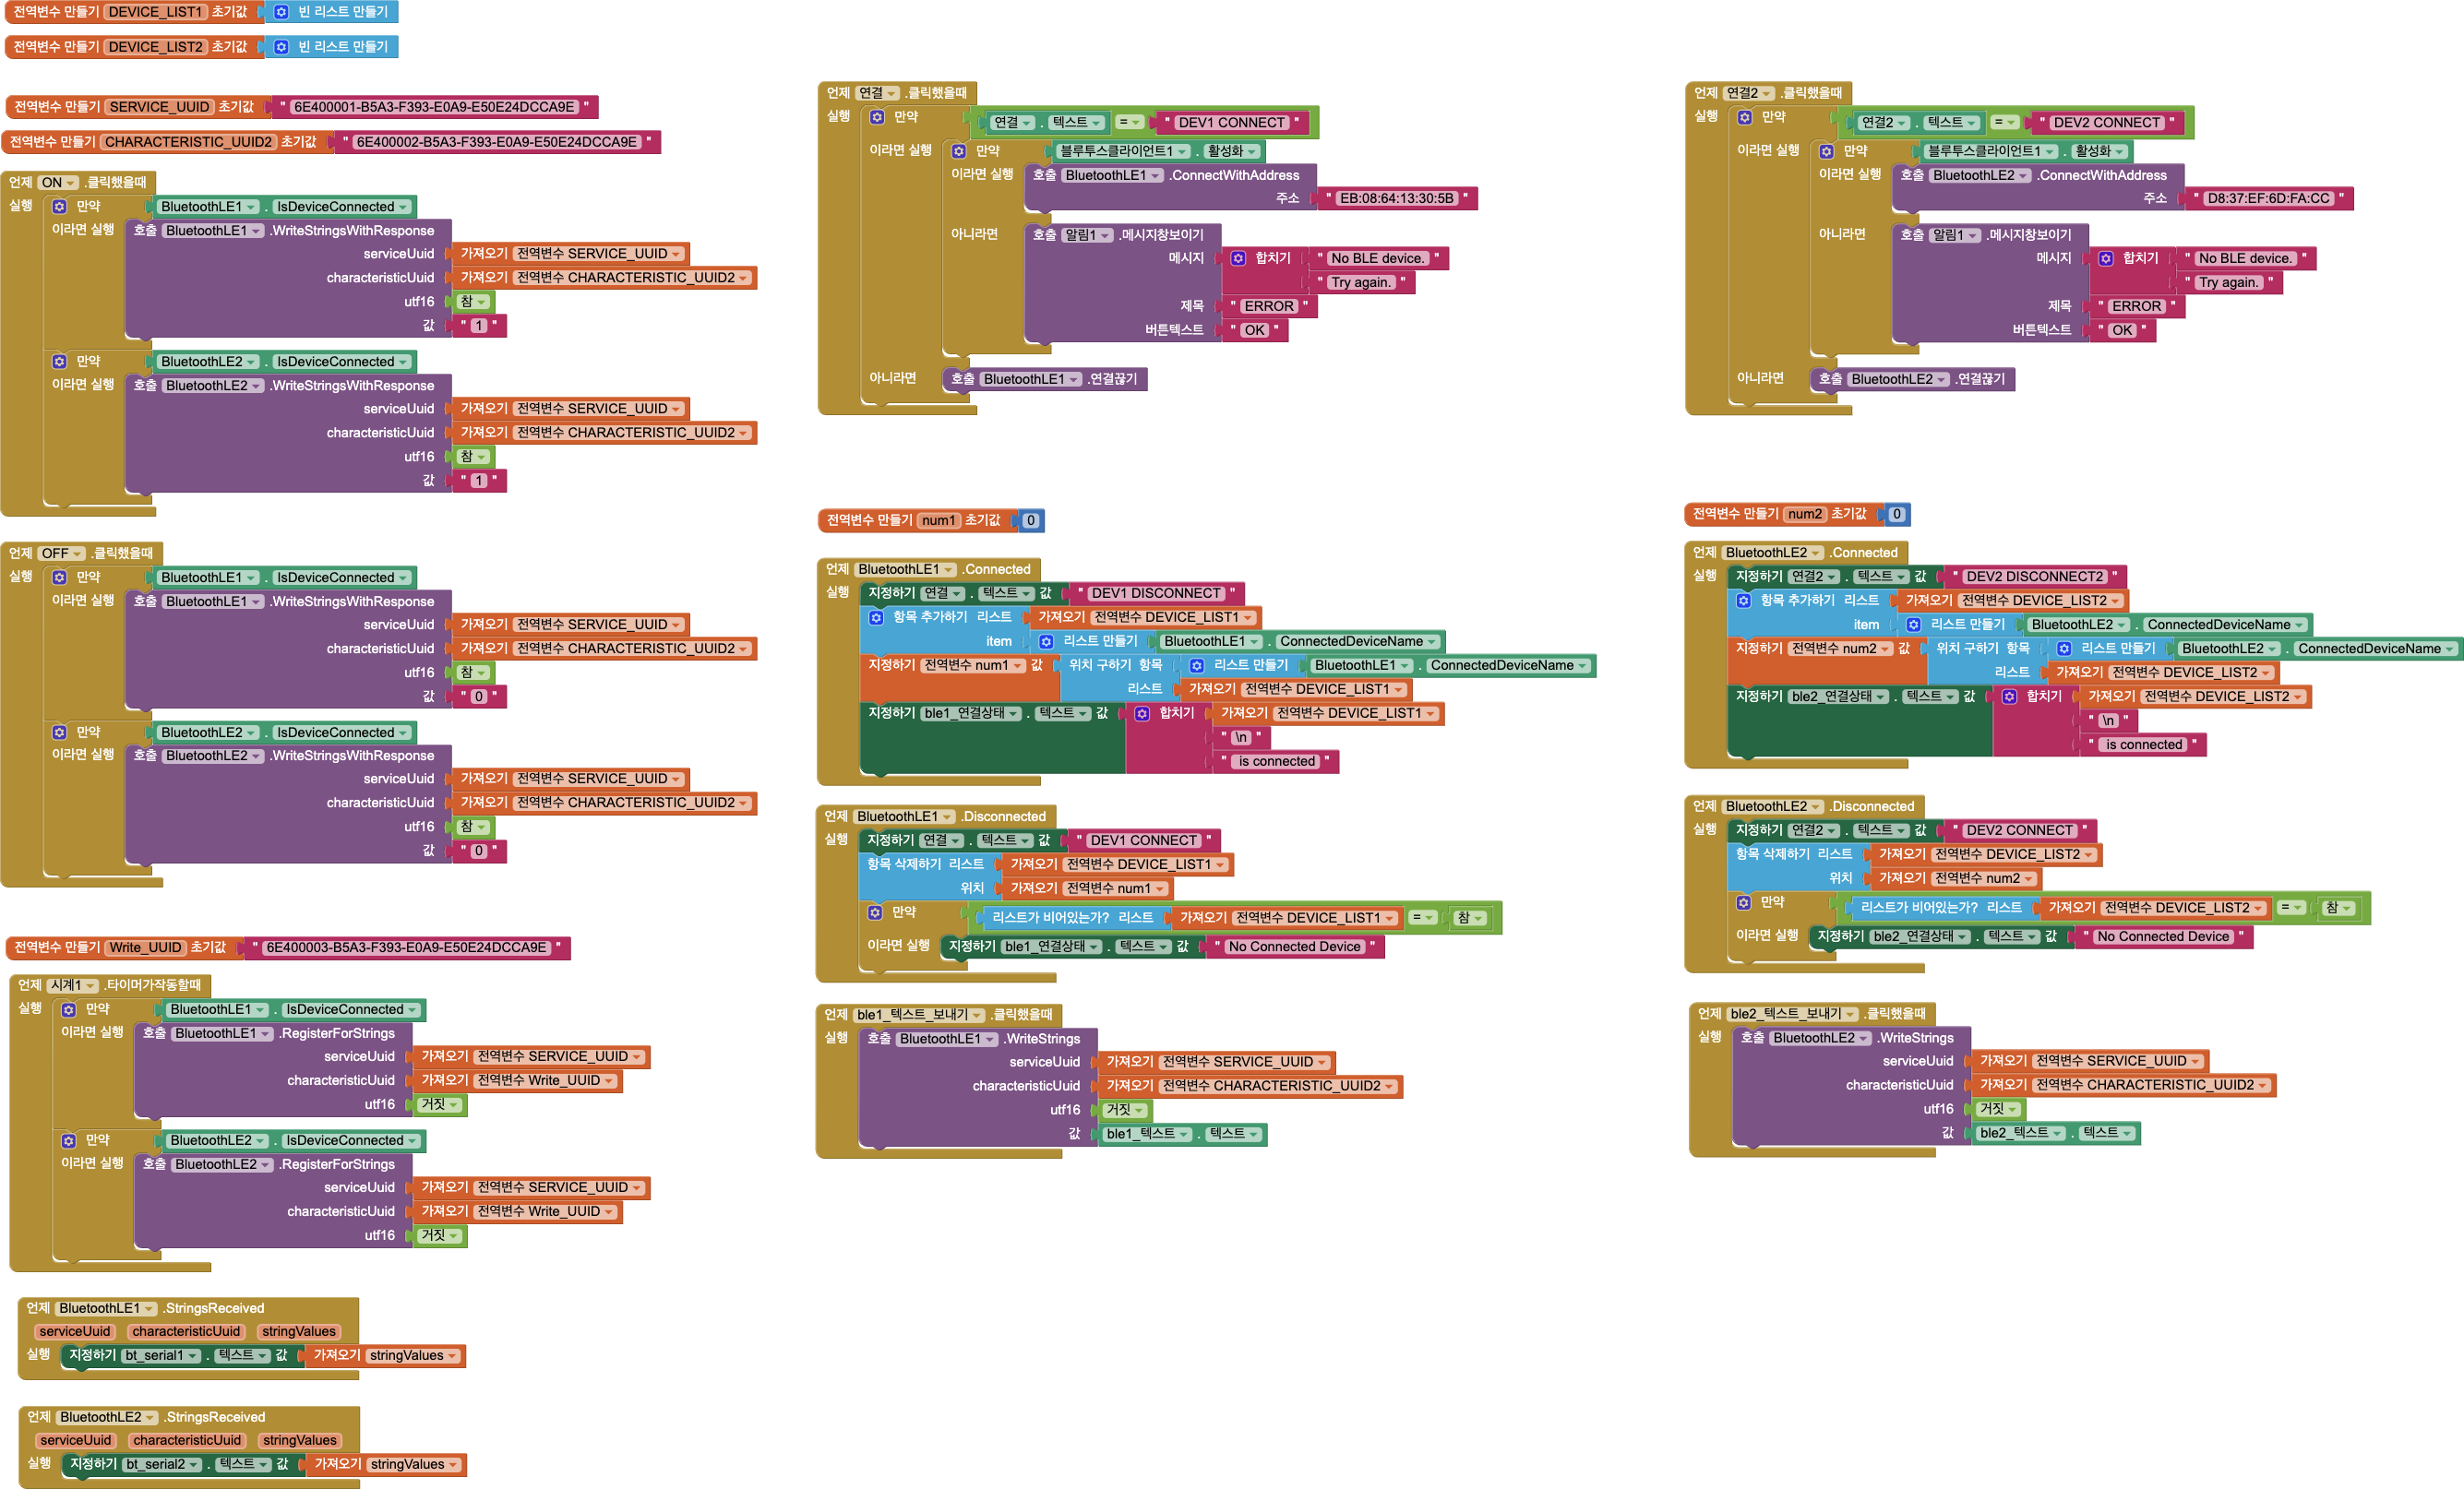 전역변수 만들기 DEVICE_LIST1 초기값 빈 리스트 만들기
전역변수 만들기 DEVICE_LIST2 초기값 빈 리스트 만들기
전역변수 만들기 SERVICE_UUID 초기값 " 6E400001-B5A3-F393-E0A9-E50E24DCCA9E "
전역변수 만들기 CHARACTERISTIC_UUID2 초기값 " 6E400002-B5A3-F393-E0A9-E50E24DCCA9E "
언제 ON .클릭했을때
실행 만약 BluetoothLE1 . IsDeviceConnected
이라면 실행 호출 BluetoothLE1 .WriteStringsWithResponse
serviceUuid 가져오기 전역변수 SERVICE_UUID
characteristicUuid 가져오기 전역변수 CHARACTERISTIC_UUID2
utf16 참
값 " 1 "
만약 BluetoothLE2 . IsDeviceConnected
이라면 실행 호출 BluetoothLE2 .WriteStringsWithResponse
serviceUuid 가져오기 전역변수 SERVICE_UUID
characteristicUuid 가져오기 전역변수 CHARACTERISTIC_UUID2
utf16 참
값 " 1 "
언제 OFF .클릭했을때
실행 만약 BluetoothLE1 . IsDeviceConnected
이라면 실행 호출 BluetoothLE1 .WriteStringsWithResponse
serviceUuid 가져오기 전역변수 SERVICE_UUID
characteristicUuid 가져오기 전역변수 CHARACTERISTIC_UUID2
utf16 참
값 " 0 "
만약 BluetoothLE2 . IsDeviceConnected
이라면 실행 호출 BluetoothLE2 .WriteStringsWithResponse
serviceUuid 가져오기 전역변수 SERVICE_UUID
characteristicUuid 가져오기 전역변수 CHARACTERISTIC_UUID2
utf16 참
값 " 0 "
전역변수 만들기 Write_UUID 초기값 " 6E400003-B5A3-F393-E0A9-E50E24DCCA9E "
언제 시계1 .타이머가작동할때
실행 만약 BluetoothLE1 . IsDeviceConnected
이라면 실행 호출 BluetoothLE1 .RegisterForStrings
serviceUuid 가져오기 전역변수 SERVICE_UUID
characteristicUuid 가져오기 전역변수 Write_UUID
utf16 거짓
만약 BluetoothLE2 . IsDeviceConnected
이라면 실행 호출 BluetoothLE2 .RegisterForStrings
serviceUuid 가져오기 전역변수 SERVICE_UUID
characteristicUuid 가져오기 전역변수 Write_UUID
utf16 거짓
언제 BluetoothLE1 .StringsReceived
serviceUuid characteristicUuid stringValues
실행 지정하기 bt_serial1 . 텍스트 값 가져오기 stringValues
언제 BluetoothLE2 .StringsReceived
serviceUuid characteristicUuid stringValues
실행 지정하기 bt_serial2 . 텍스트 값 가져오기 stringValues
언제 연결 .클릭했을때
실행 만약 연결 . 텍스트 = " DEV1 CONNECT "
이라면 실행 만약 블루투스클라이언트1 . 활성화
이라면 실행 호출 BluetoothLE1 .ConnectWithAddress
주소 " EB:08:64:13:30:5B "
아니라면 호출 알림1 .메시지창보이기
메시지 합치기 " No BLE device. "
" Try again. "
제목 " ERROR "
버튼텍스트 " OK "
아니라면 호출 BluetoothLE1 .연결끊기
전역변수 만들기 num1 초기값 0
언제 BluetoothLE1 .Connected
실행 지정하기 연결 . 텍스트 값 " DEV1 DISCONNECT "
항목 추가하기 리스트 가져오기 전역변수 DEVICE_LIST1
item 리스트 만들기 BluetoothLE1 . ConnectedDeviceName
지정하기 전역변수 num1 값 위치 구하기 항목 리스트 만들기 BluetoothLE1 . ConnectedDeviceName
리스트 가져오기 전역변수 DEVICE_LIST1
지정하기 ble1_연결상태 . 텍스트 값 합치기 가져오기 전역변수 DEVICE_LIST1
" \n "
" is connected "
언제 BluetoothLE1 .Disconnected
실행 지정하기 연결 . 텍스트 값 " DEV1 CONNECT "
항목 삭제하기 리스트 가져오기 전역변수 DEVICE_LIST1
위치 가져오기 전역변수 num1
만약 리스트가 비어있는가? 리스트 가져오기 전역변수 DEVICE_LIST1 = 참
이라면 실행 지정하기 ble1_연결상태 . 텍스트 값 " No Connected Device "
언제 ble1_텍스트_보내기 .클릭했을때
실행 호출 BluetoothLE1 .WriteStrings
serviceUuid 가져오기 전역변수 SERVICE_UUID
characteristicUuid 가져오기 전역변수 CHARACTERISTIC_UUID2
utf16 거짓
값 ble1_텍스트 . 텍스트
언제 연결2 .클릭했을때
실행 만약 연결2 . 텍스트 = " DEV2 CONNECT "
이라면 실행 만약 블루투스클라이언트1 . 활성화
이라면 실행 호출 BluetoothLE2 .ConnectWithAddress
주소 " D8:37:EF:6D:FA:CC "
아니라면 호출 알림1 .메시지창보이기
메시지 합치기 " No BLE device. "
" Try again. "
제목 " ERROR "
버튼텍스트 " OK "
아니라면 호출 BluetoothLE2 .연결끊기
전역변수 만들기 num2 초기값 0
언제 BluetoothLE2 .Connected
실행 지정하기 연결2 . 텍스트 값 " DEV2 DISCONNECT2 "
항목 추가하기 리스트 가져오기 전역변수 DEVICE_LIST2
item 리스트 만들기 BluetoothLE2 . ConnectedDeviceName
지정하기 전역변수 num2 값 위치 구하기 항목 리스트 만들기 BluetoothLE2 . ConnectedDeviceName
리스트 가져오기 전역변수 DEVICE_LIST2
지정하기 ble2_연결상태 . 텍스트 값 합치기 가져오기 전역변수 DEVICE_LIST2
" \n "
" is connected "
언제 BluetoothLE2 .Disconnected
실행 지정하기 연결2 . 텍스트 값 " DEV2 CONNECT "
항목 삭제하기 리스트 가져오기 전역변수 DEVICE_LIST2
위치 가져오기 전역변수 num2
만약 리스트가 비어있는가? 리스트 가져오기 전역변수 DEVICE_LIST2 = 참
이라면 실행 지정하기 ble2_연결상태 . 텍스트 값 " No Connected Device "
언제 ble2_텍스트_보내기 .클릭했을때
실행 호출 BluetoothLE2 .WriteStrings
serviceUuid 가져오기 전역변수 SERVICE_UUID
characteristicUuid 가져오기 전역변수 CHARACTERISTIC_UUID2
utf16 거짓
값 ble2_텍스트 . 텍스트